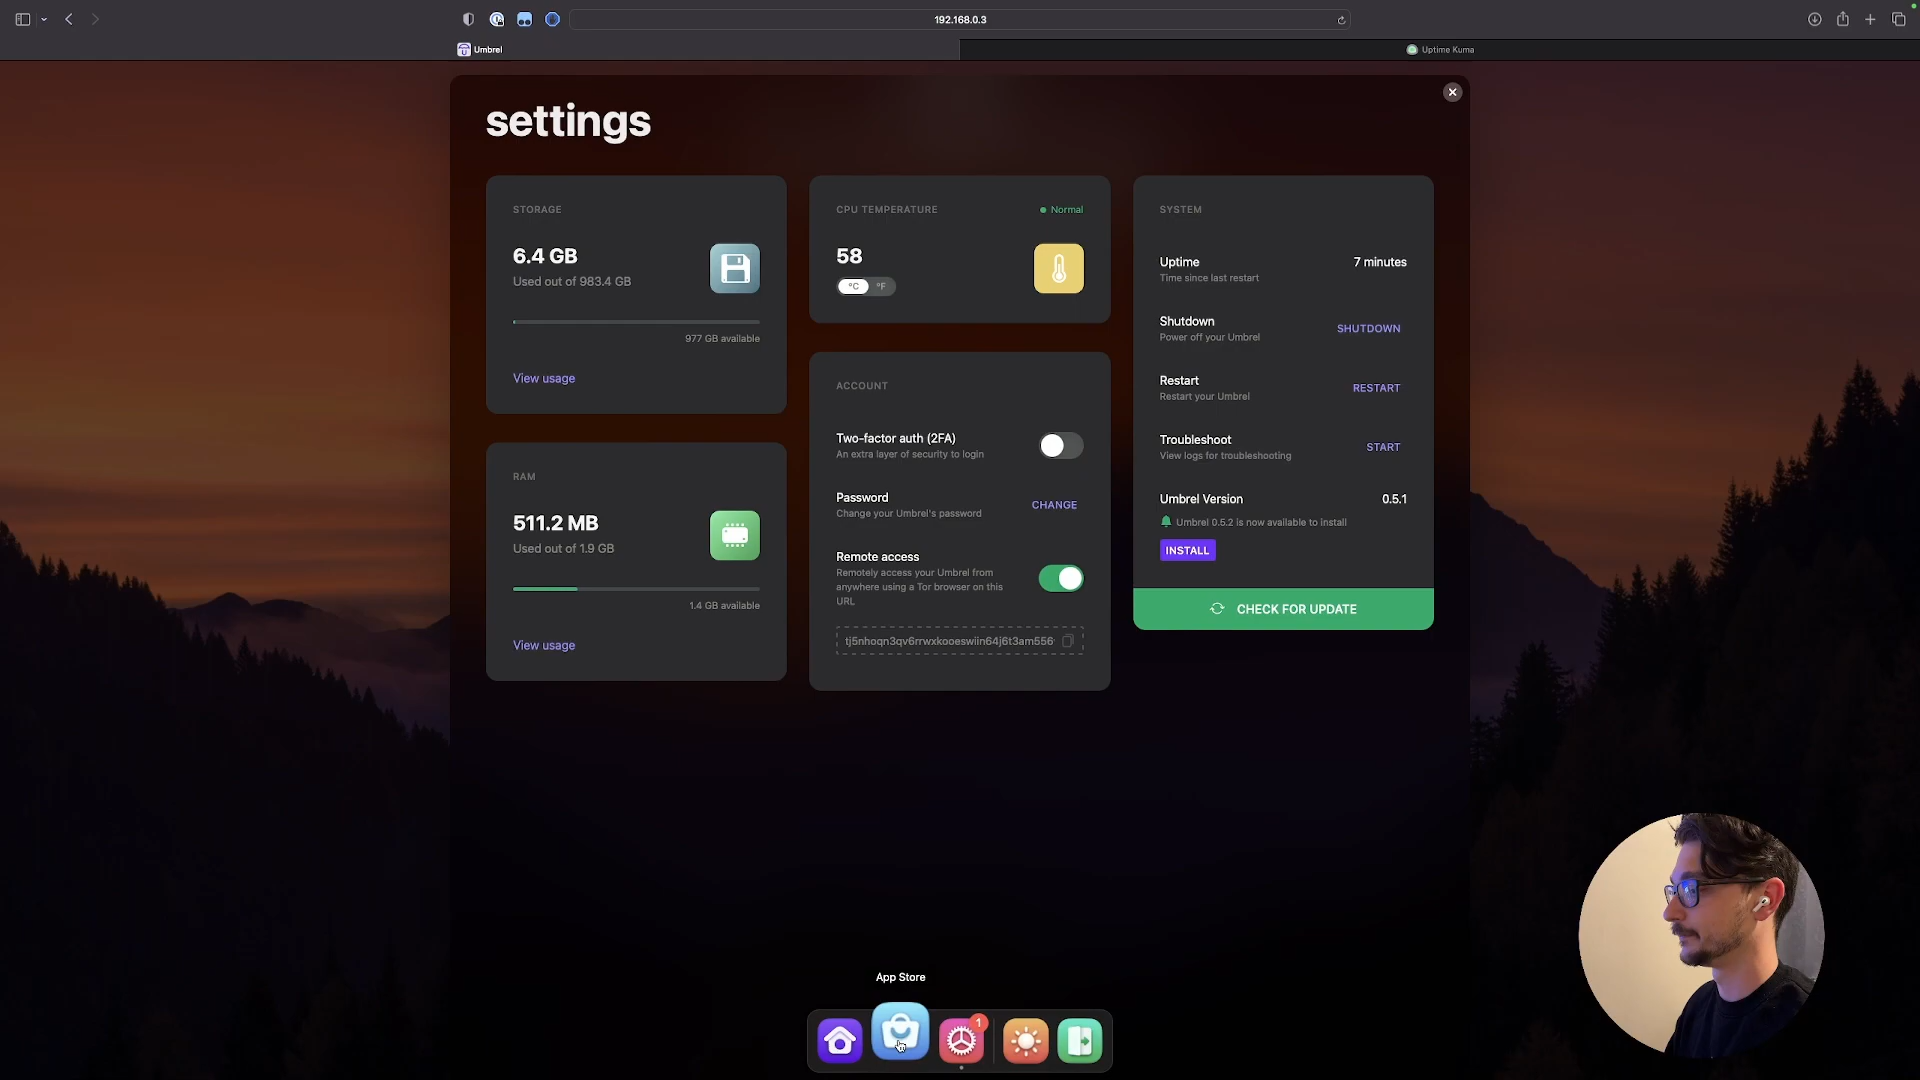 192.168.0.3
Umbrel
Uptime Kuma
settings
STORAGE
6.4 GB
Used out of 983.4 GB
977 GB available
View usage
RAM
511.2 MB
Used out of 1.9 GB
1.4 GB available
View usage
CPU TEMPERATURE
Normal
58
°C °F
ACCOUNT
Two-factor auth (2FA)
An extra layer of security to login
Password
Change your Umbrel's password
CHANGE
Remote access
Remotely access your Umbrel from
anywhere using a Tor browser on this
URL
tj5nhoqn3qv6rrwxkooeswiin64j6t3am556
SYSTEM
Uptime
7 minutes
Time since last restart
Shutdown
Power off your Umbrel
SHUTDOWN
Restart
Restart your Umbrel
RESTART
Troubleshoot
View logs for troubleshooting
START
Umbrel Version
0.5.1
Umbrel 0.5.2 is now available to install
INSTALL
CHECK FOR UPDATE
App Store
1